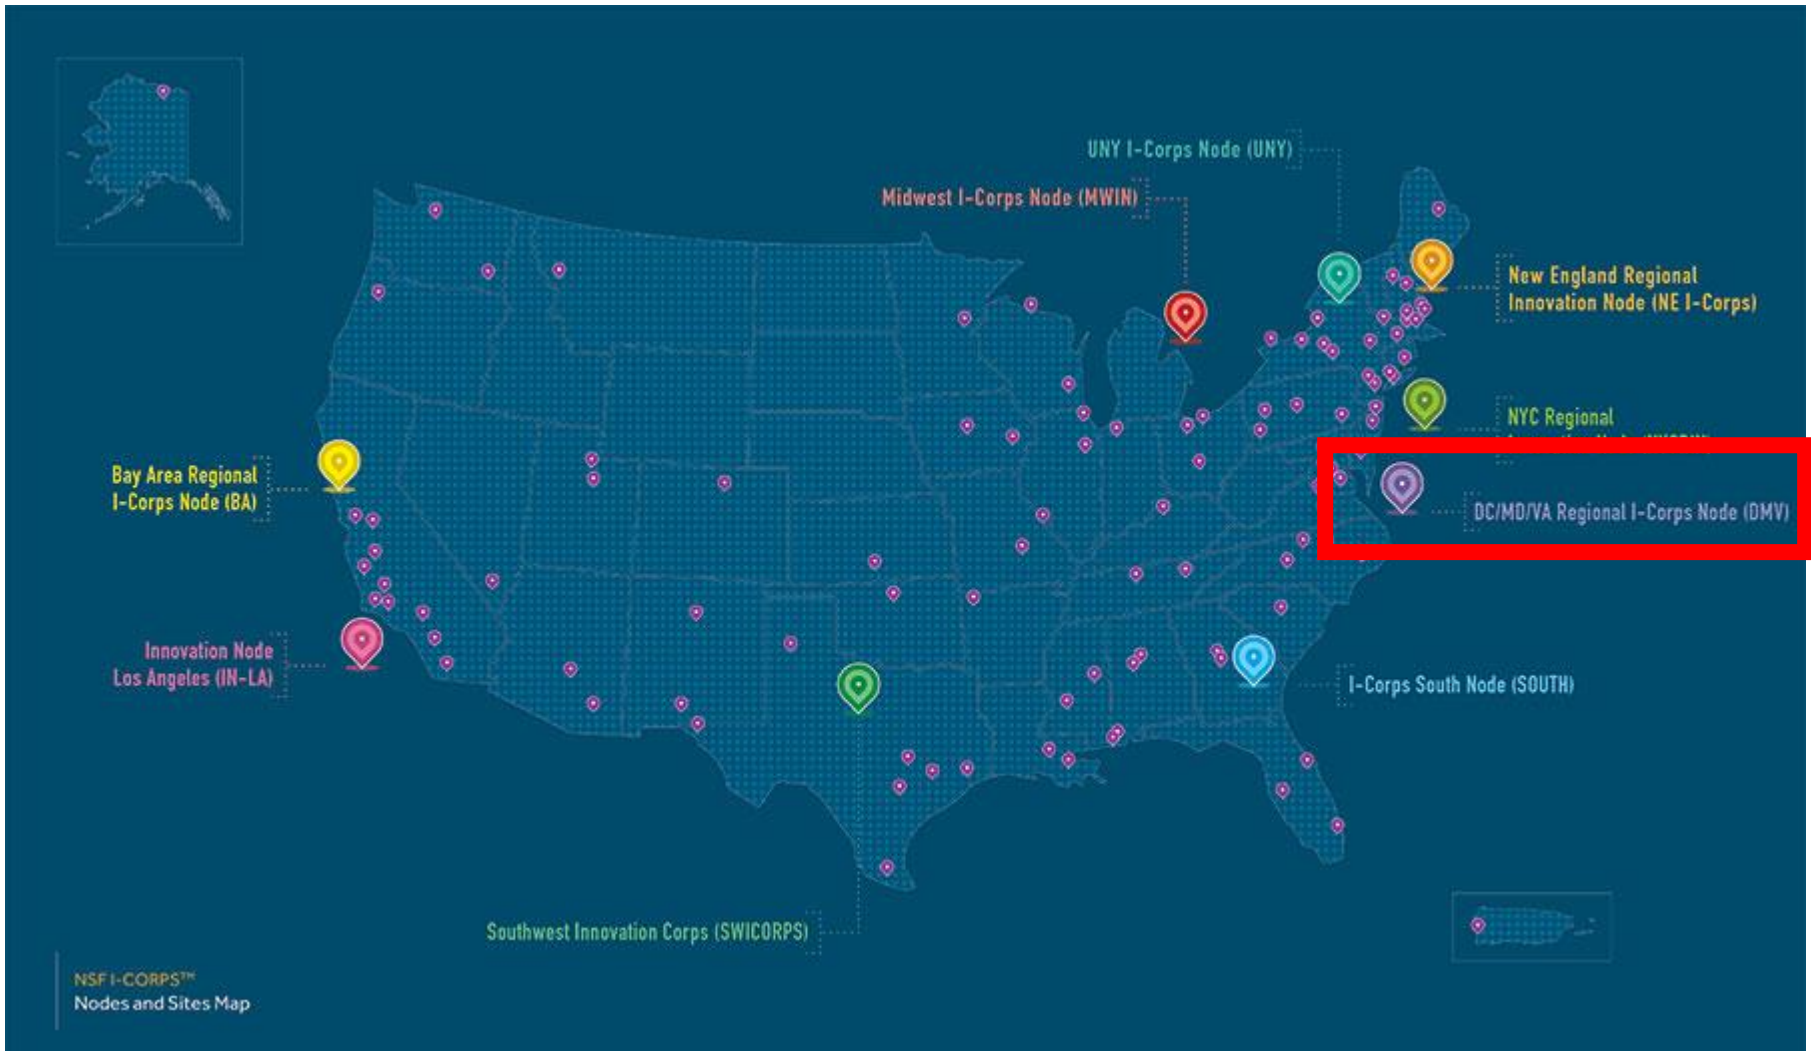 UNY I-Corps Node (UNY)
Midwest I-Corps Node (MWIN)
New England Regional
Innovation Node (NE I-Corps)
NYC Regional
Bay Area Regional
I-Corps Node (BA)
DC/MD/VA Regional I-Corps Node (DMV)
Innovation Node
Los Angeles (IN-LA)
I-Corps South Node (SOUTH)
Southwest Innovation Corps (SWICORPS)
NSF I-CORPS™
Nodes and Sites Map